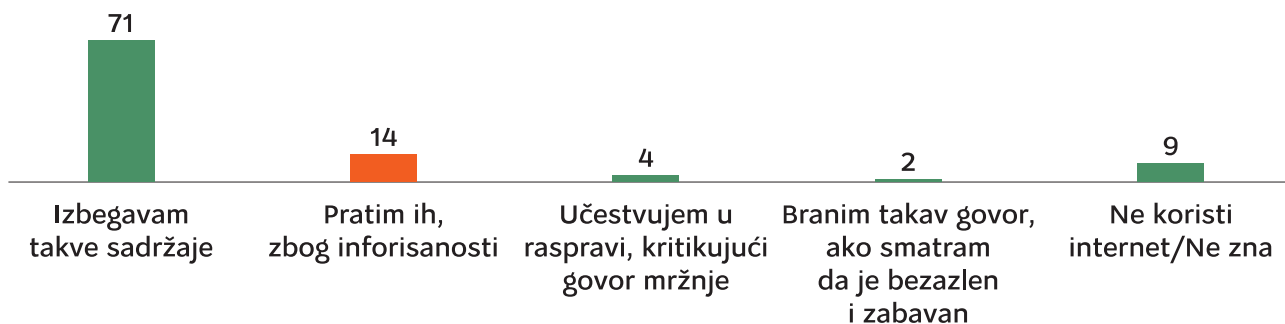 71
14
4
2
9
Izbegavam
takve sadržaje
Pratim ih,
zbog inforisanosti
Učestvujem u
raspravi, kritikujući
govor mržnje
Branim takav govor,
ako smatram
da je bezazlen
i zabavan
Ne koristi
internet/Ne zna